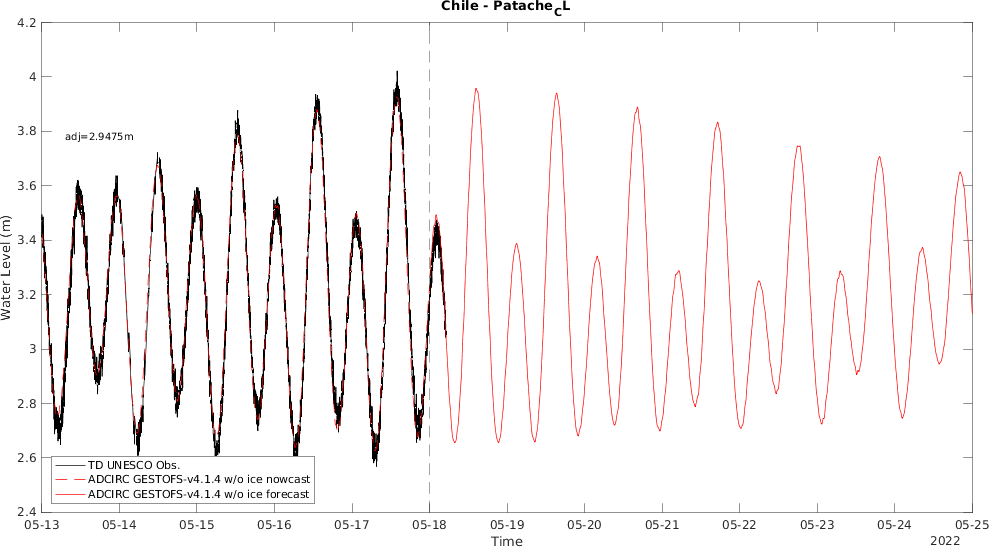 Chile - Patache_CL
4.2
4
3.8
3.6
3.4
3.2
3
2.8
2.6
2.4
Water Level (m)
adj=2.9475m
TD UNESCO Obs.
ADCIRC GESTOFS-v4.1.4 w/o ice nowcast
ADCIRC GESTOFS-v4.1.4 w/o ice forecast
05-13 05-14 05-15 05-16 05-17 05-18 05-19 05-20 05-21 05-22 05-23 05-24 05-25
Time
2022